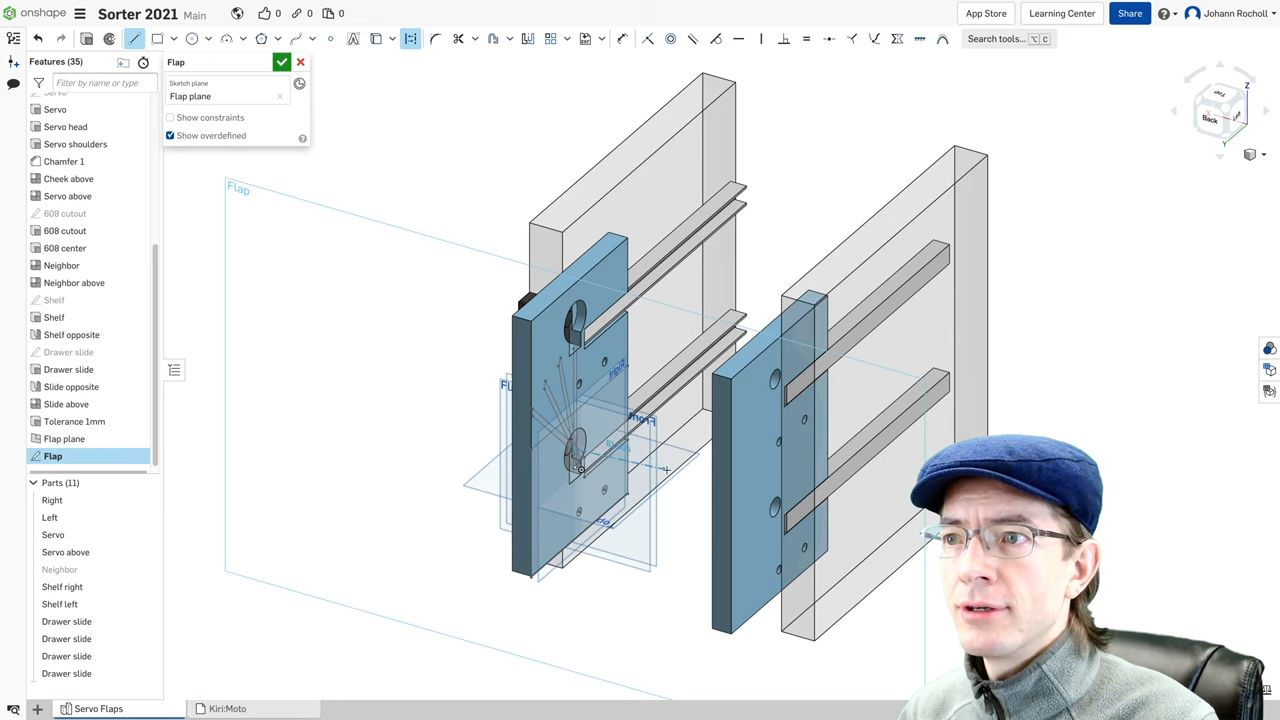 onshape
Sorter 2021 Main
0
0
0
App Store
Learning Center
Share
Johann Rocholl
Search tools...
⌥ C
Features (35)
Filter by name or type
Servo
Servo
Servo head
Servo shoulders
Chamfer 1
Cheek above
Servo above
608 cutout
608 cutout
608 center
Neighbor
Neighbor above
Shelf
Shelf
Shelf opposite
Drawer slide
Drawer slide
Slide opposite
Slide above
Tolerance 1mm
Flap plane
Flap
Parts (11)
Right
Left
Servo
Servo above
Neighbor
Shelf right
Shelf left
Drawer slide
Drawer slide
Drawer slide
Drawer slide
Flap
Sketch plane
Flap plane
Show constraints
Show overdefined
Flap
Right
Front
Top
Top
Back
Z
X
Y
Servo Flaps
Kiri:Moto